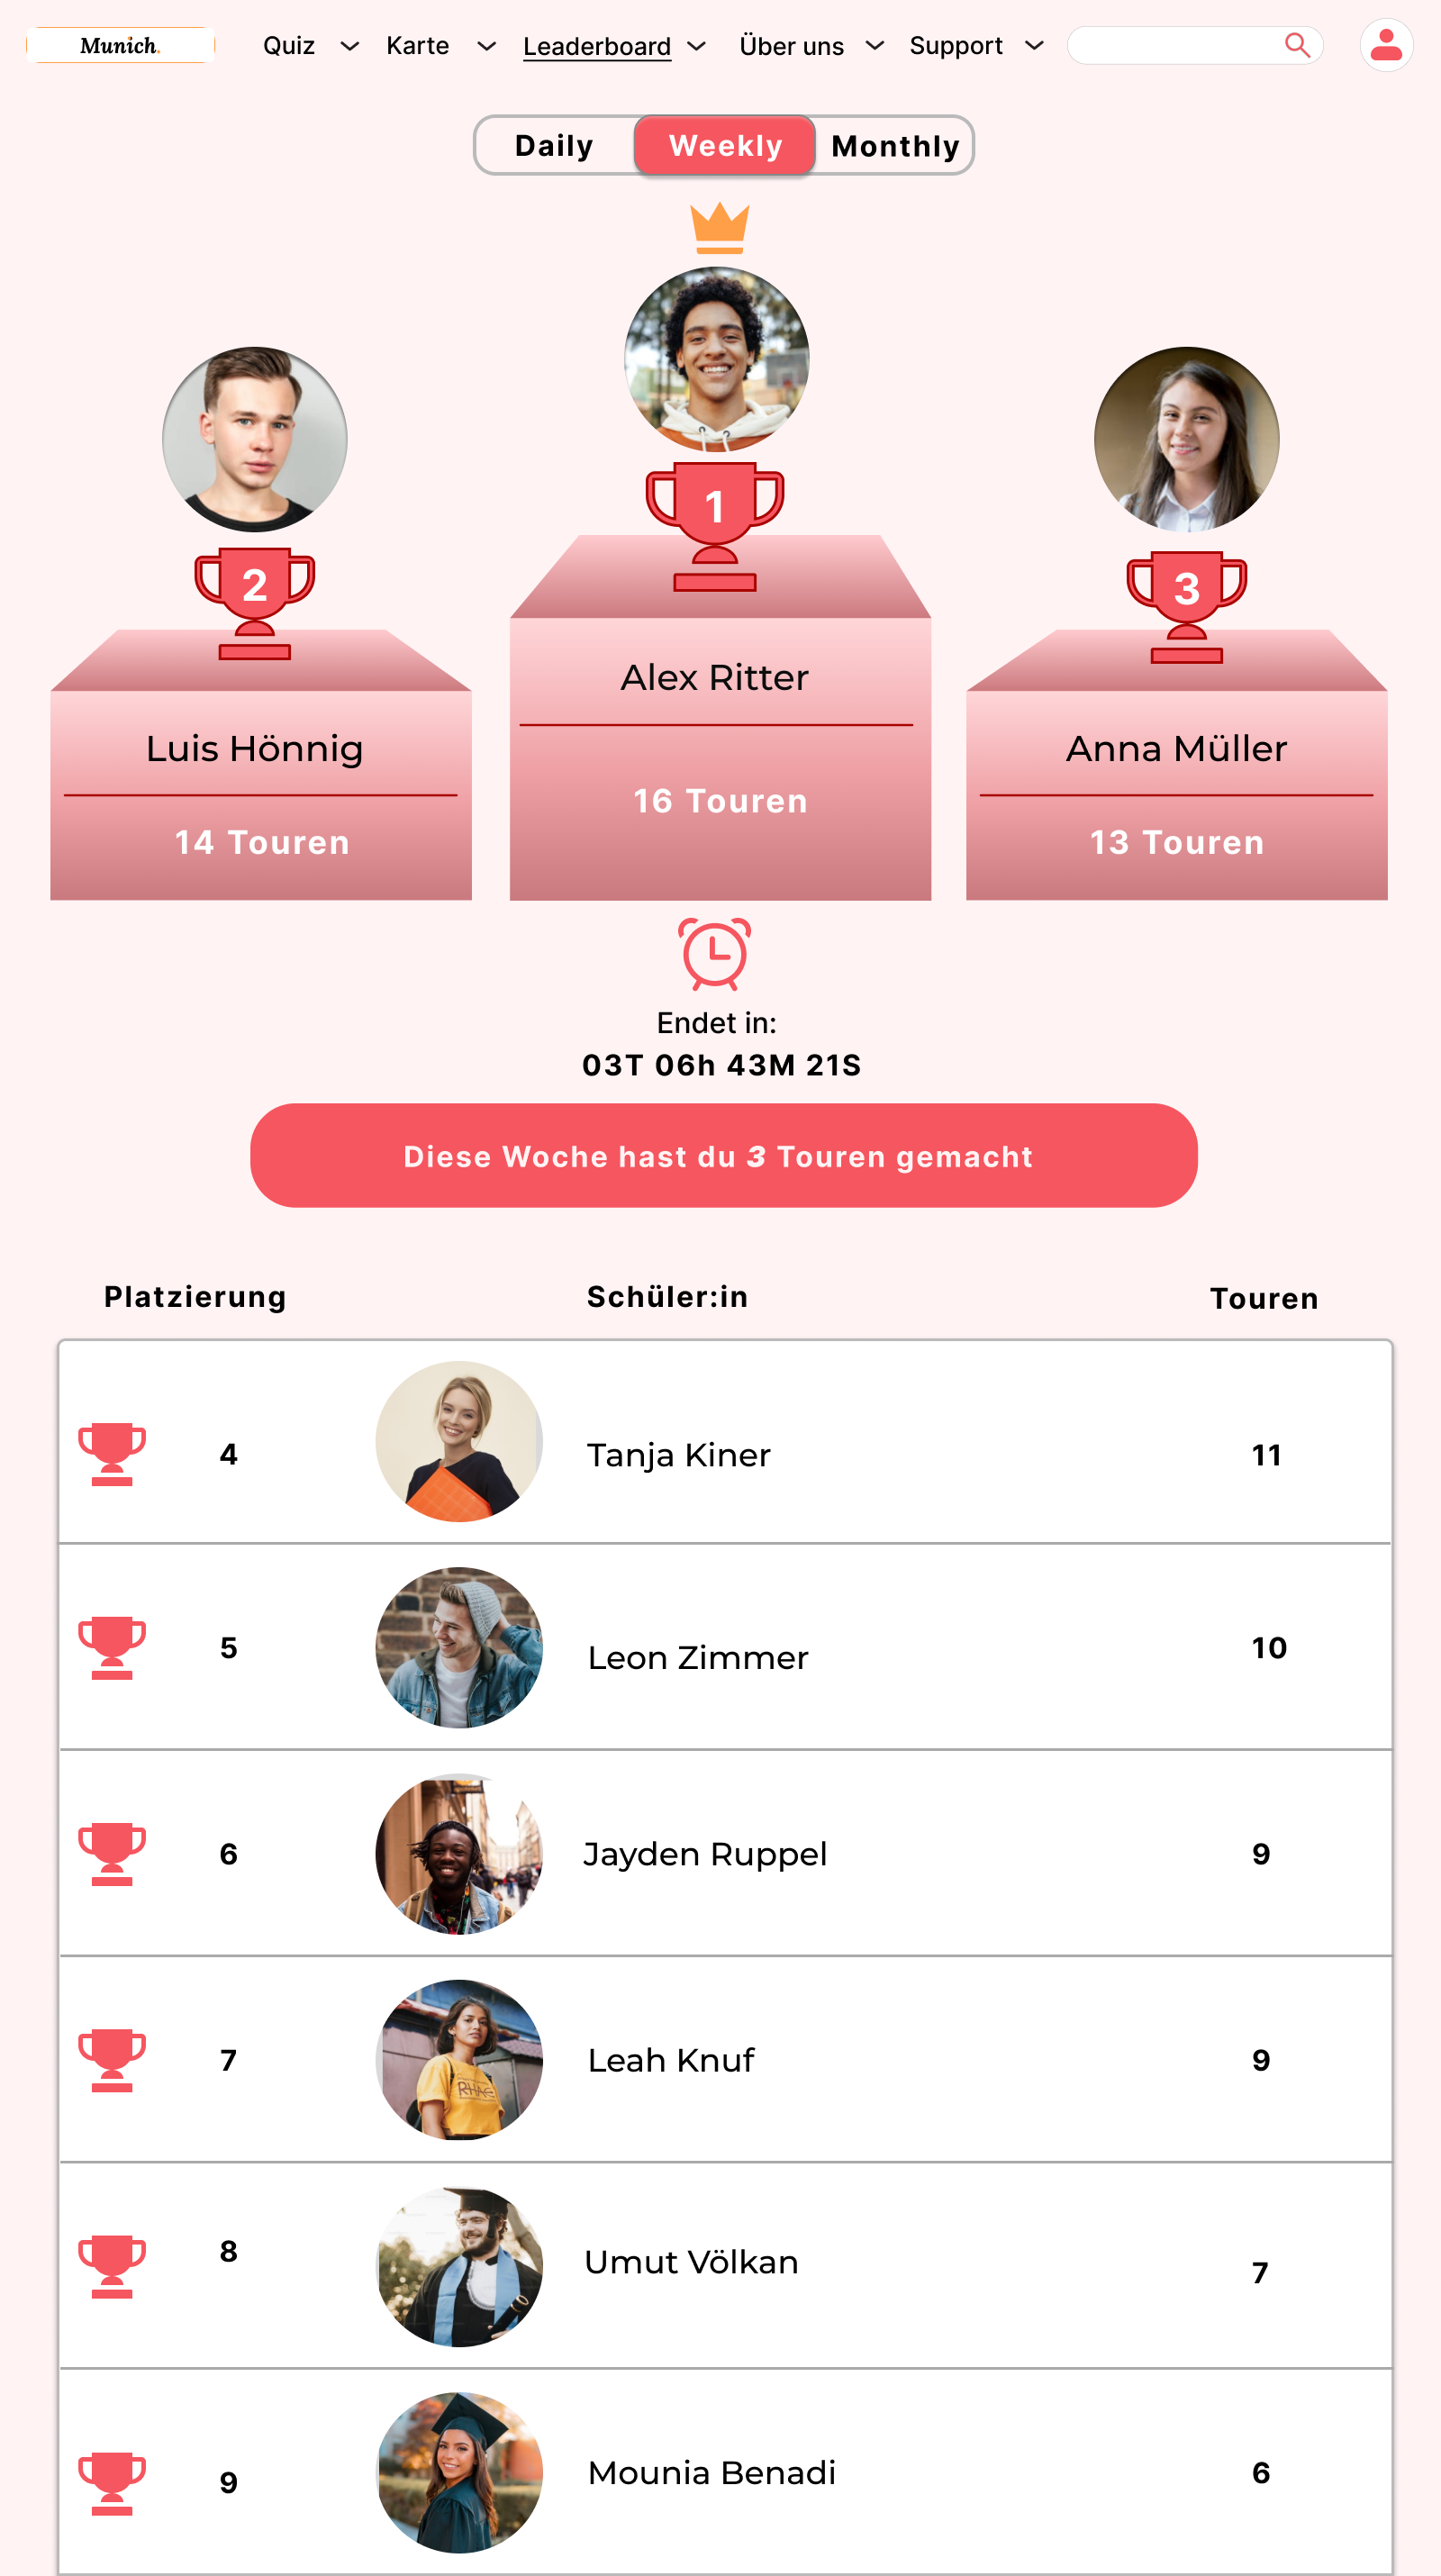 Munich.
Quiz Karte Leaderboard Über uns Support
Daily Weekly Monthly
1
2
3
Alex Ritter
16 Touren
Luis Hönnig
14 Touren
Anna Müller
13 Touren
Endet in:
03T 06h 43M 21S
Diese Woche hast du 3 Touren gemacht
Platzierung Schüler:in Touren
4 Tanja Kiner 11
5 Leon Zimmer 10
6 Jayden Ruppel 9
7 Leah Knuf 9
8 Umut Völkan 7
9 Mounia Benadi 6